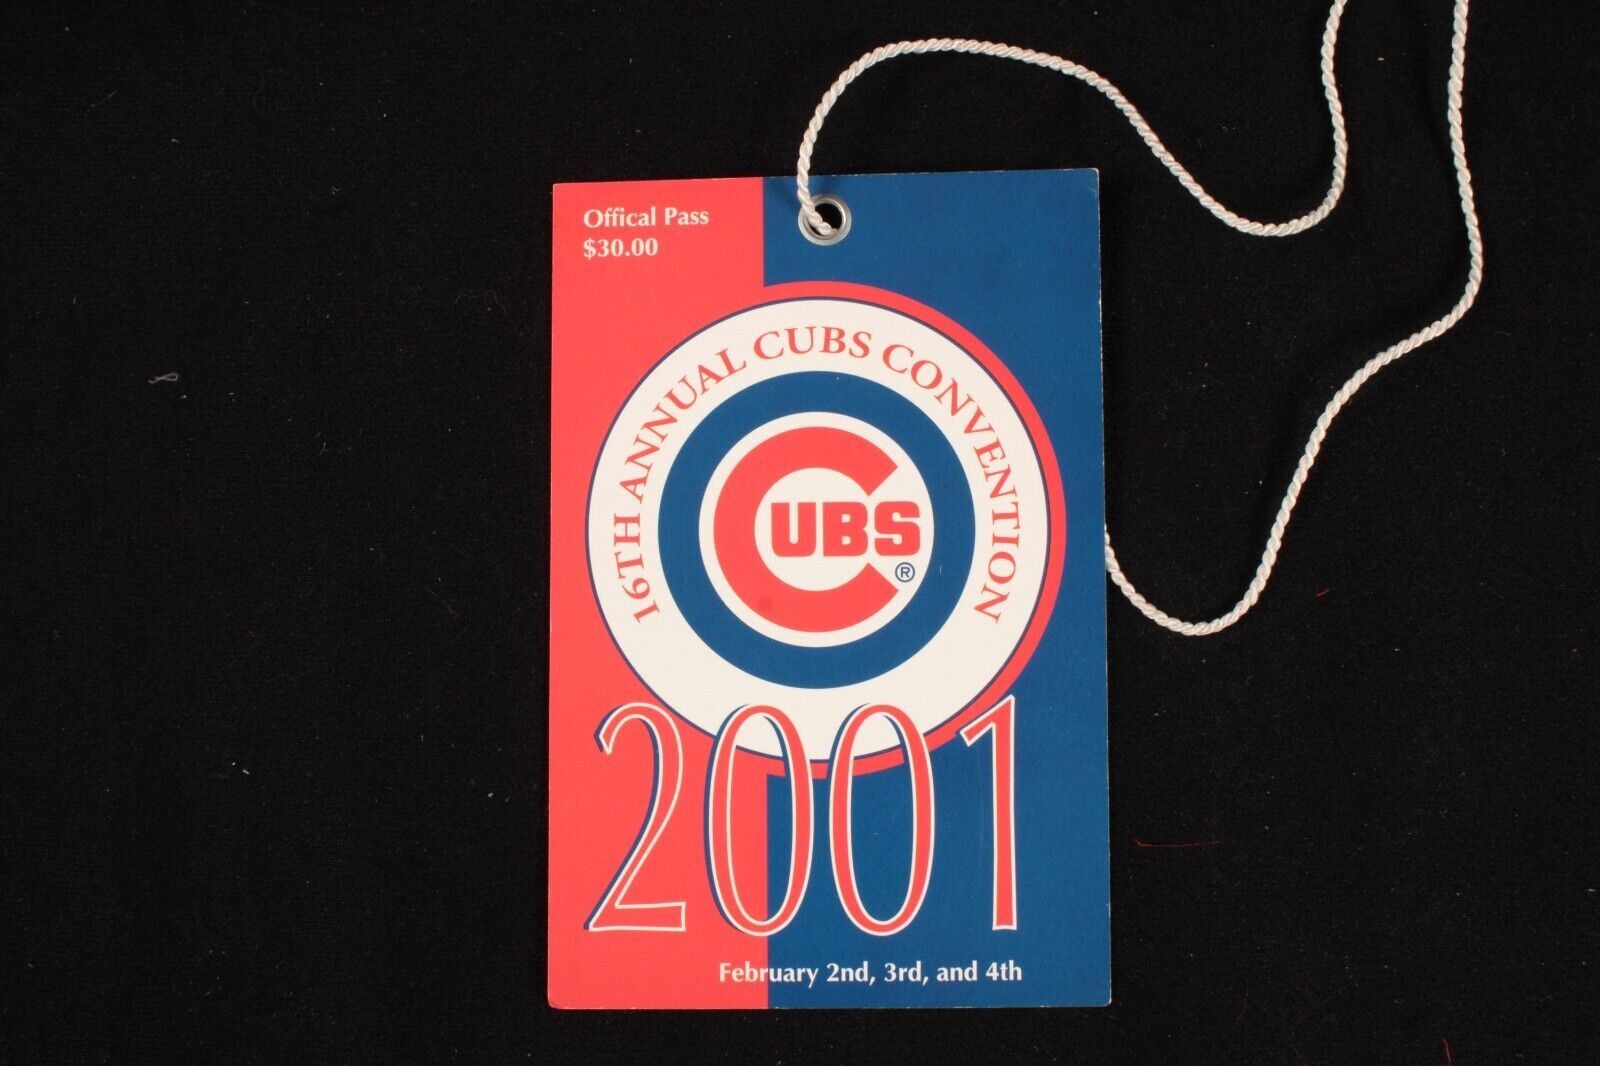 Offical Pass
$30.00
16TH ANNUAL CUBS CONVENTION
CUBS
®
2001
February 2nd, 3rd, and 4th